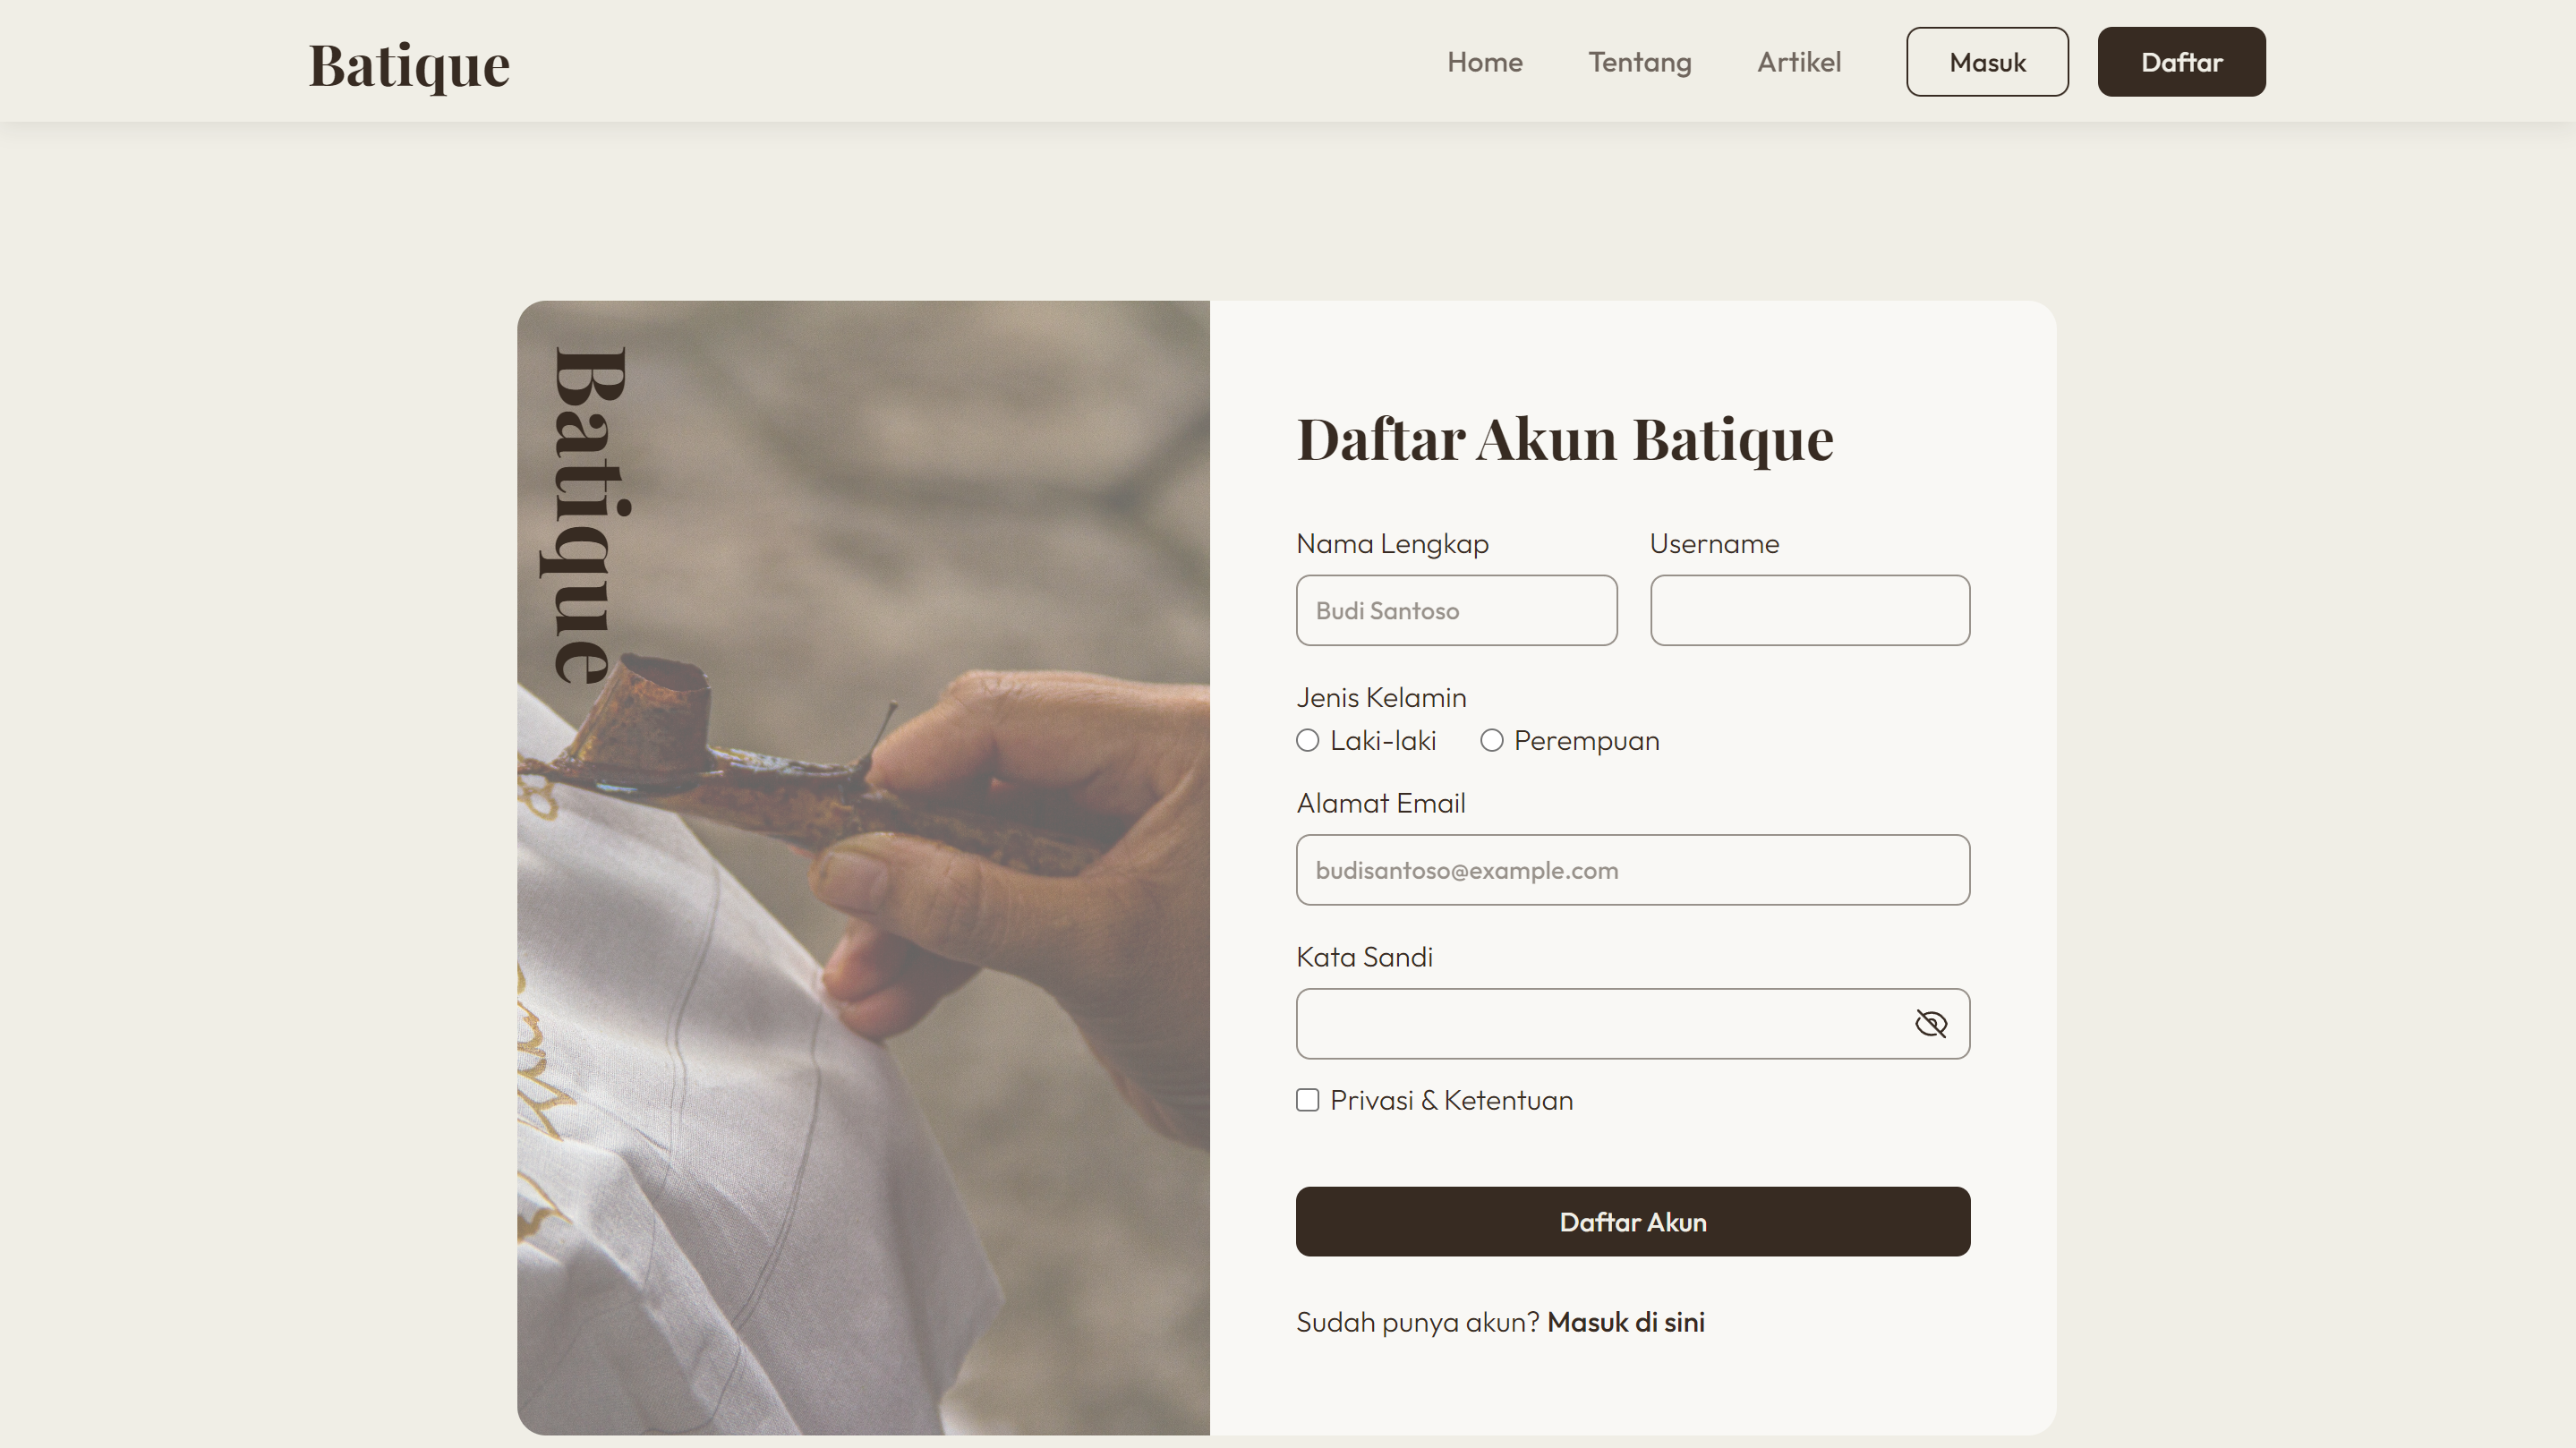 Batique
Home Tentang Artikel Masuk Daftar
Batique
Daftar Akun Batique
Nama Lengkap Username
Budi Santoso
Jenis Kelamin
Laki-laki Perempuan
Alamat Email
budisantoso@example.com
Kata Sandi
Privasi & Ketentuan
Daftar Akun
Sudah punya akun? Masuk di sini